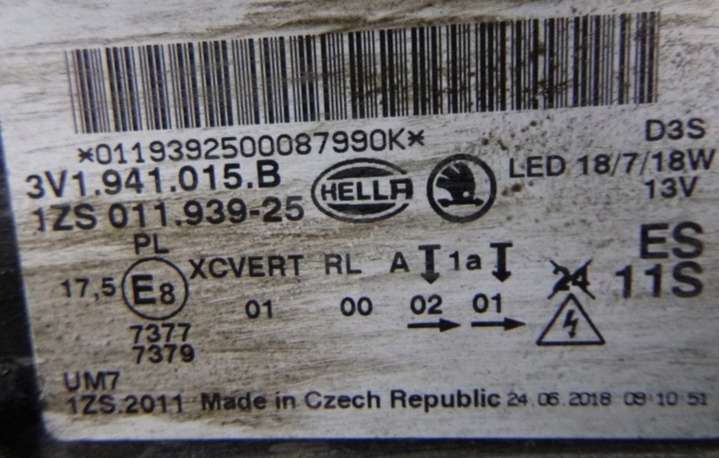 *0119392500087990K*
D3S
3V1.941.015.B HELLA LED 18/7/18W
13V
1ZS 011.939-25
PL ES
17,5 E8 XCVERT RL A 1a 24 11S
01 00 02 01
7377
7379
UM7
1ZS.2011 Made in Czech Republic 24.06.2018 09:10:51